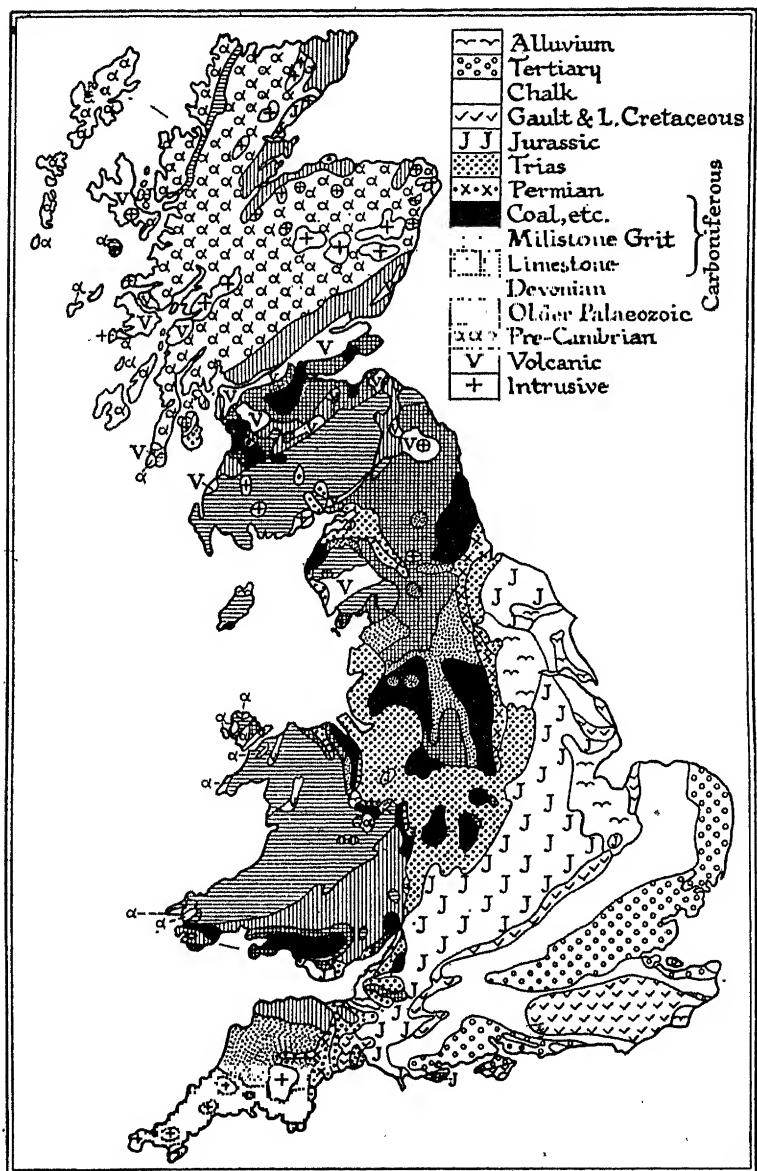 Alluvium
Tertiary
Chalk
Gault & L. Cretaceous
J J Jurassic
Trias
Permian
Coal, etc.
Millstone Grit
Limestone
Devonian
Older Palaeozoic
αα? Pre-Cambrian
V Volcanic
+ Intrusive
Carboniferous